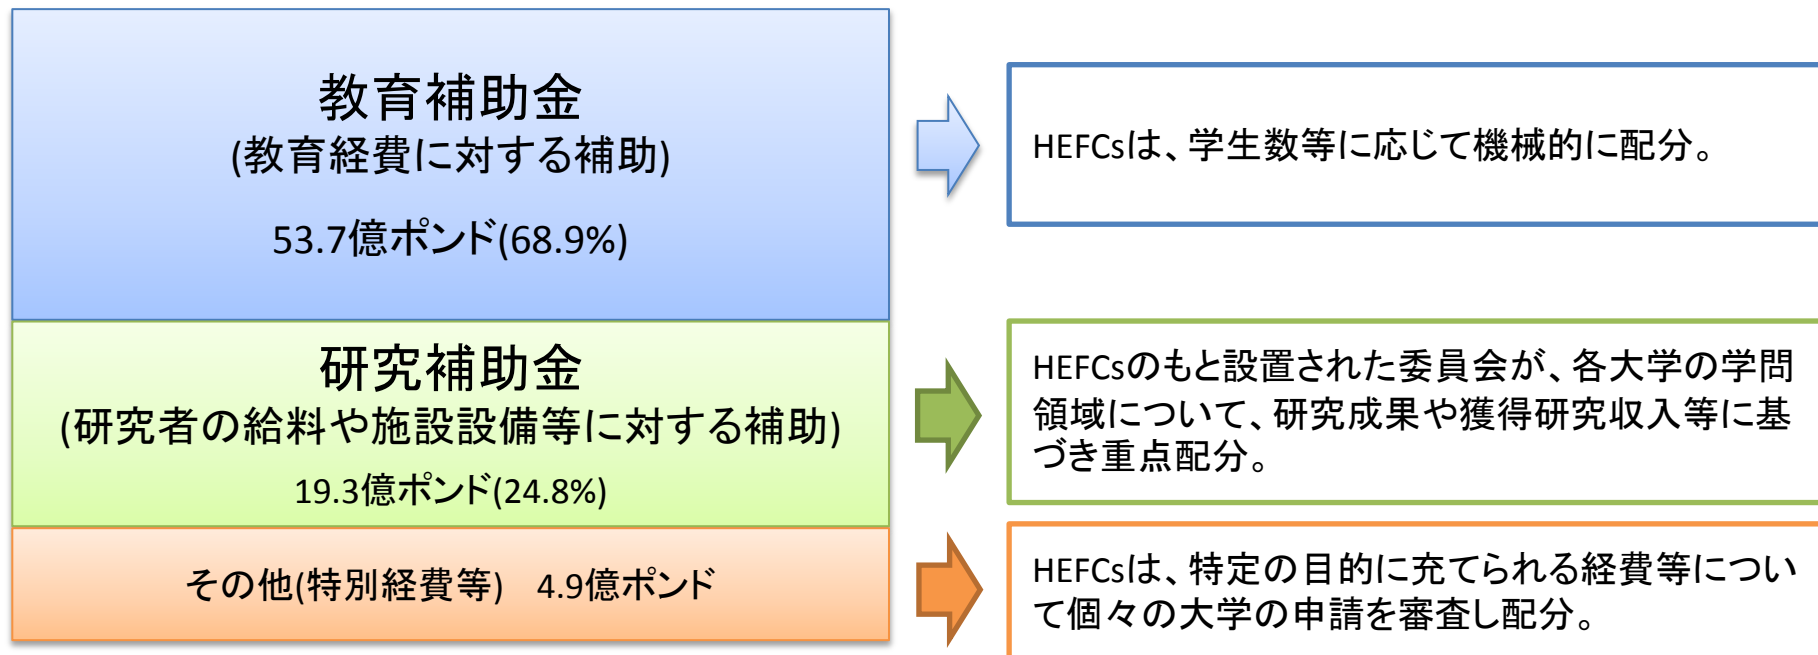 教育補助金
(教育経費に対する補助)
53.7億ポンド(68.9%)
HEFCsは、学生数等に応じて機械的に配分。
研究補助金
(研究者の給料や施設設備等に対する補助)
19.3億ポンド(24.8%)
HEFCsのもと設置された委員会が、各大学の学問
領域について、研究成果や獲得研究収入等に基
づき重点配分。
その他(特別経費等) 4.9億ポンド
HEFCsは、特定の目的に充てられる経費等につい
て個々の大学の申請を審査し配分。